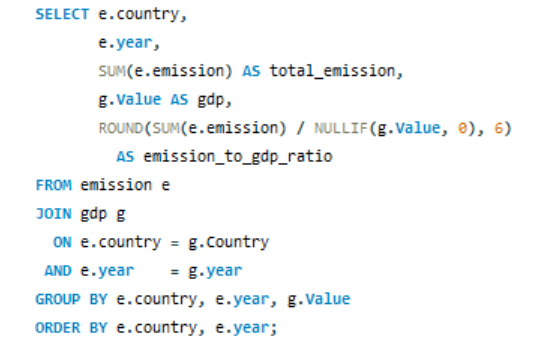 SELECT e.country,
       e.year,
       SUM(e.emission) AS total_emission,
       g.Value AS gdp,
       ROUND(SUM(e.emission) / NULLIF(g.Value, 0), 6)
         AS emission_to_gdp_ratio
FROM emission e
JOIN gdp g
  ON e.country = g.Country
 AND e.year    = g.year
GROUP BY e.country, e.year, g.Value
ORDER BY e.country, e.year;